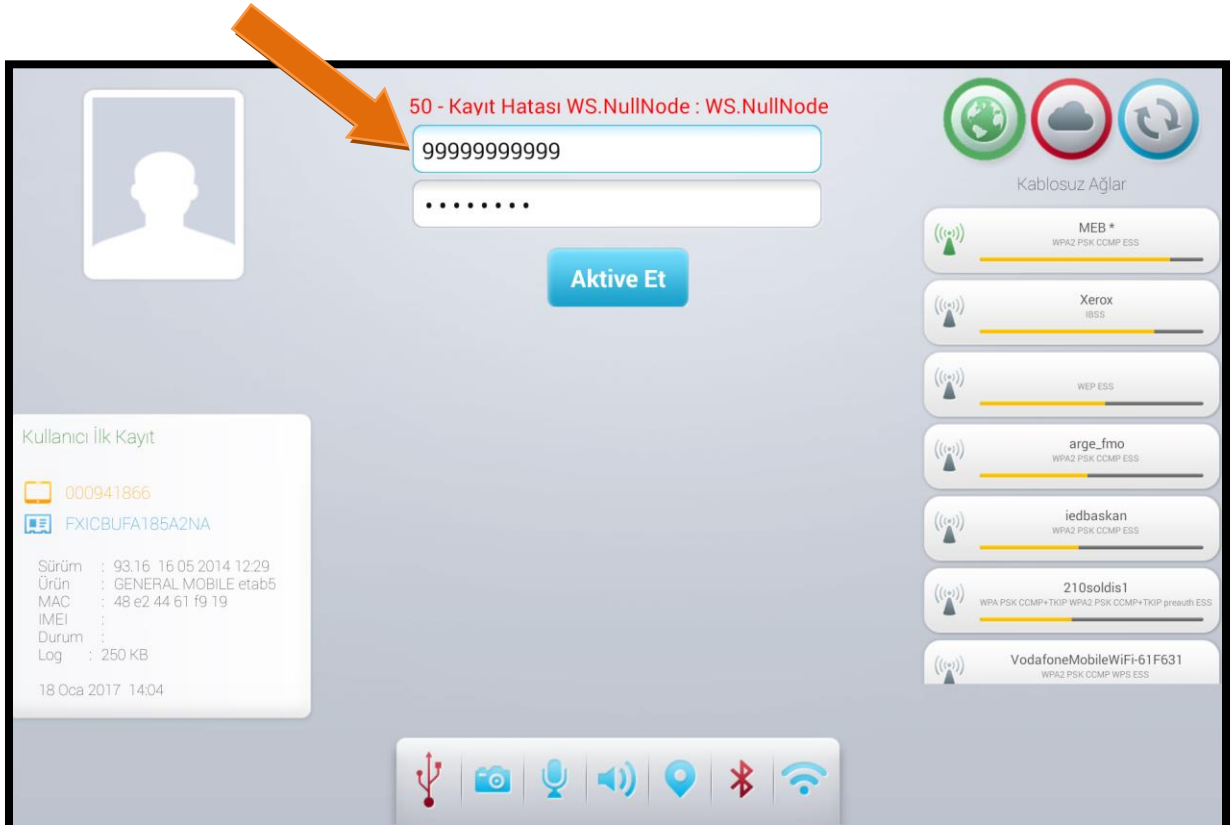 50 - Kayıt Hatası WS.NullNode : WS.NullNode
99999999999
••••••••
Aktive Et
Kullanıcı İlk Kayıt
000941866
FXICBUFA185A2NA
Sürüm : 93.16 16 05 2014 12:29
Ürün : GENERAL MOBILE etab5
MAC : 48 e2 44 61 f9 19
IMEI :
Durum :
Log : 250 KB
18 Oca 2017 14:04
Kablosuz Ağlar
MEB *
WPA2 PSK CCMP ESS
Xerox
IBSS
WEP ESS
arge_fmo
WPA2 PSK CCMP ESS
iedbaskan
WPA2 PSK CCMP ESS
210soldis1
WPA PSK CCMP+TKIP WPA2 PSK CCMP+TKIP preauth ESS
VodafoneMobileWiFi-61F631
WPA2 PSK CCMP WPS ESS